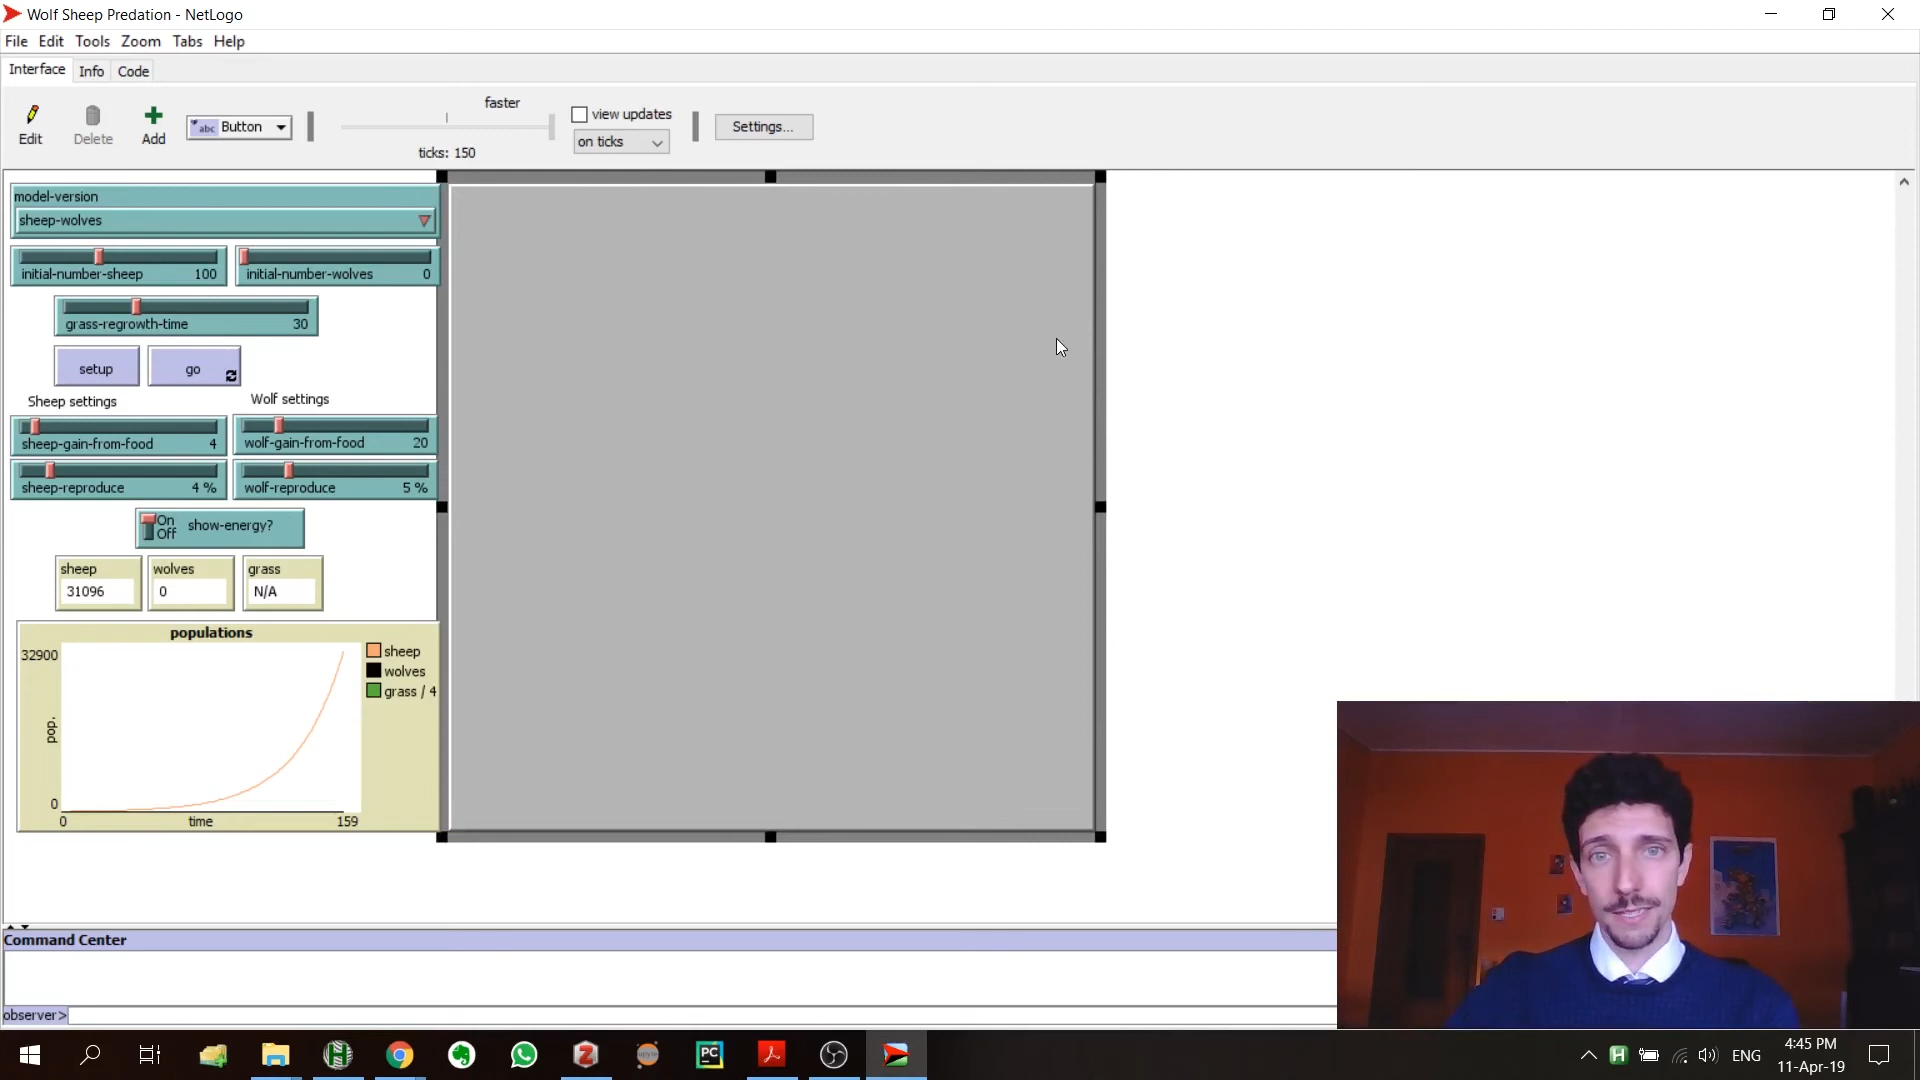 Wolf Sheep Predation - NetLogo
File Edit Tools Zoom Tabs Help
Interface Info Code
Edit Delete Add
abc Button
faster
ticks: 150
view updates
on ticks
Settings...
model-version
sheep-wolves
initial-number-sheep 100
initial-number-wolves 0
grass-regrowth-time 30
setup go
Sheep settings Wolf settings
sheep-gain-from-food 4
wolf-gain-from-food 20
sheep-reproduce 4 %
wolf-reproduce 5 %
On
Off
show-energy?
sheep wolves grass
31096 0 N/A
populations
32900
pop.
0
0 time 159
sheep
wolves
grass / 4
Command Center
observer>
PC
H
ENG
4:45 PM
11-Apr-19